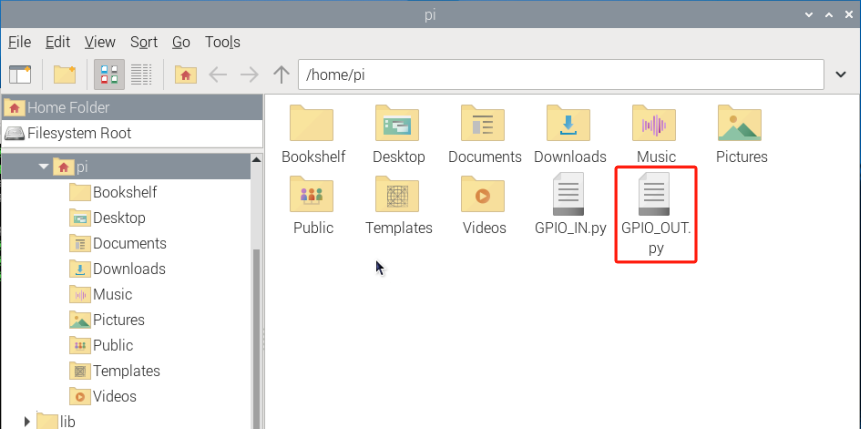 pi
File Edit View Sort Go Tools
/home/pi
Home Folder
Filesystem Root
pi
Bookshelf
Desktop
Documents
Downloads
Music
Pictures
Public
Templates
Videos
lib
Bookshelf Desktop Documents Downloads Music Pictures
Public Templates Videos GPIO_IN.py GPIO_OUT.
py